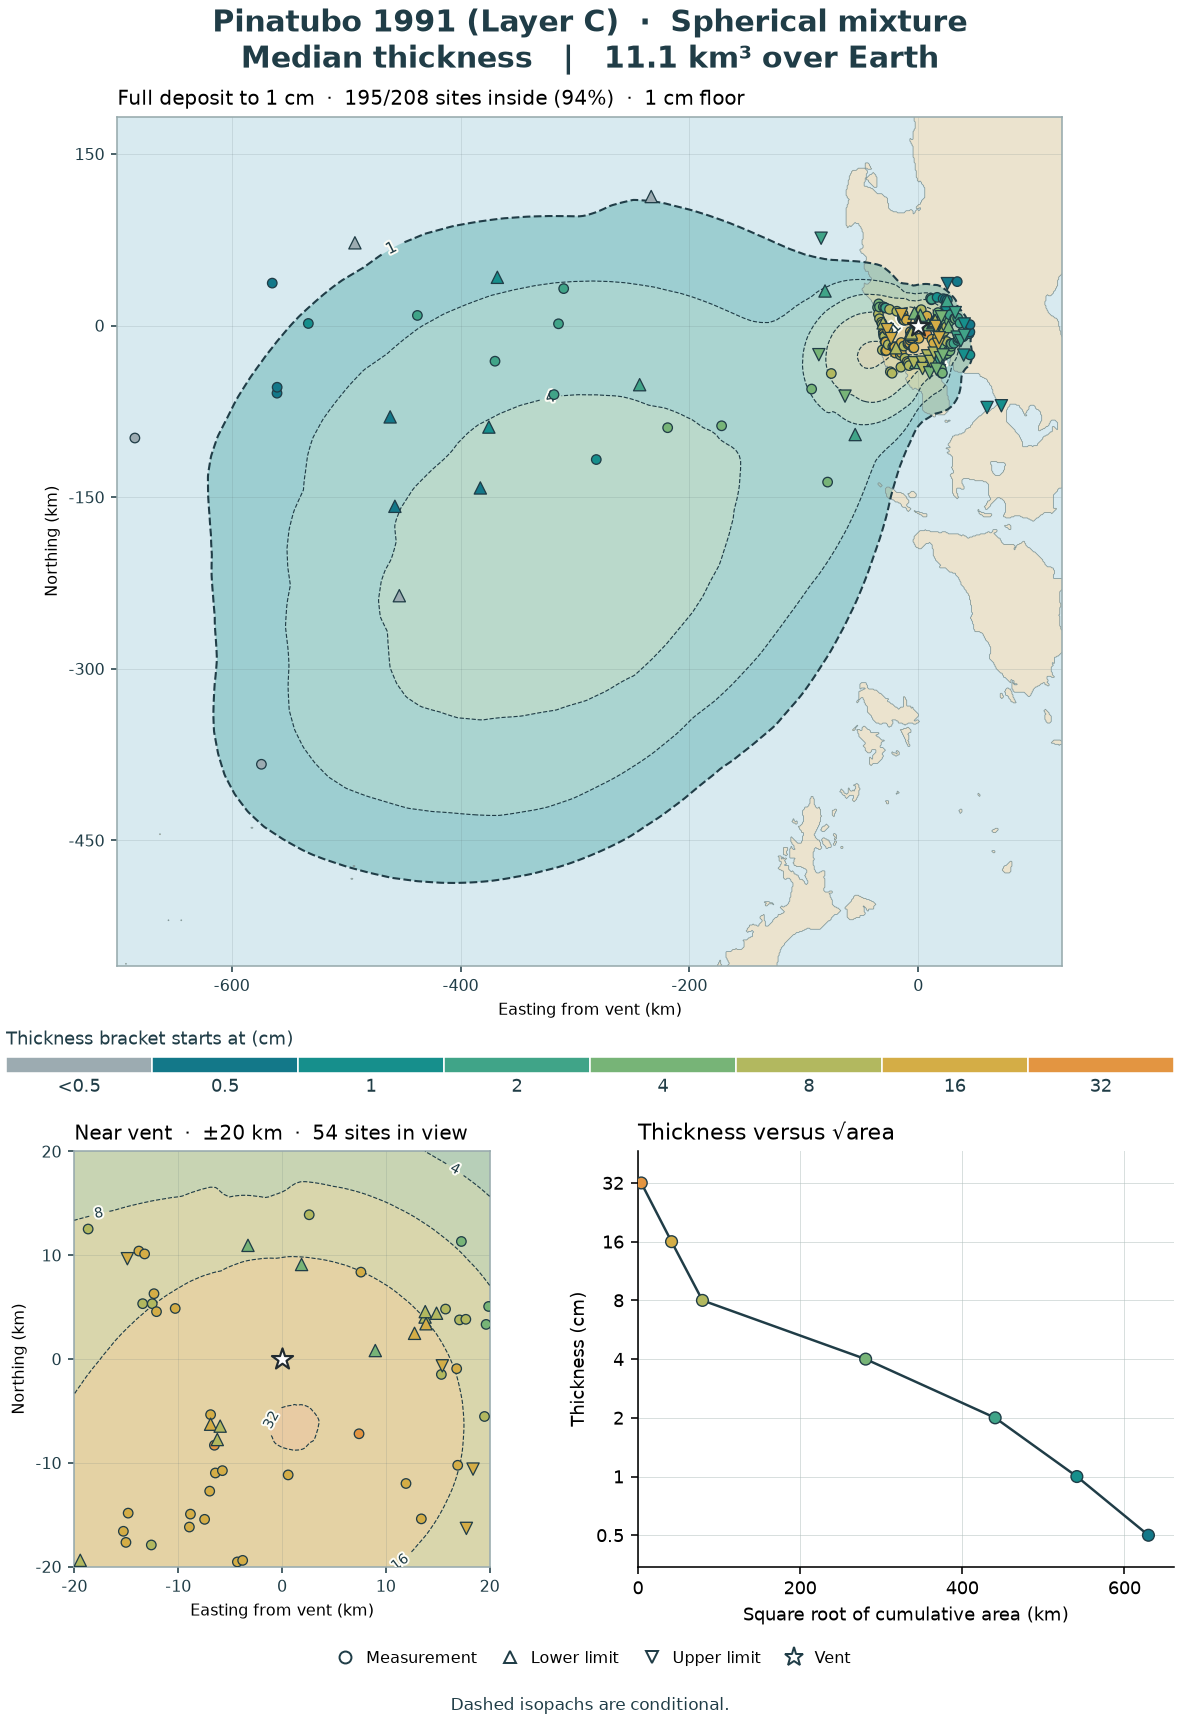 Pinatubo 1991 (Layer C)  ·  Spherical mixture
Median thickness   |   11.1 km³ over Earth
Full deposit to 1 cm  ·  195/208 sites inside (94%)  ·  1 cm floor
150
0
-150
-300
-450
Northing (km)
1
4
1
-600
-400
-200
0
Easting from vent (km)
Thickness bracket starts at (cm)
<0.5
0.5
1
2
4
8
16
32
Near vent  ·  ±20 km  ·  54 sites in view
20
10
0
-10
-20
Northing (km)
4
8
32
16
-20
-10
0
10
20
Easting from vent (km)
Thickness versus √area
32
16
8
4
2
1
0.5
Thickness (cm)
0
200
400
600
Square root of cumulative area (km)
Measurement
Lower limit
Upper limit
Vent
Dashed isopachs are conditional.